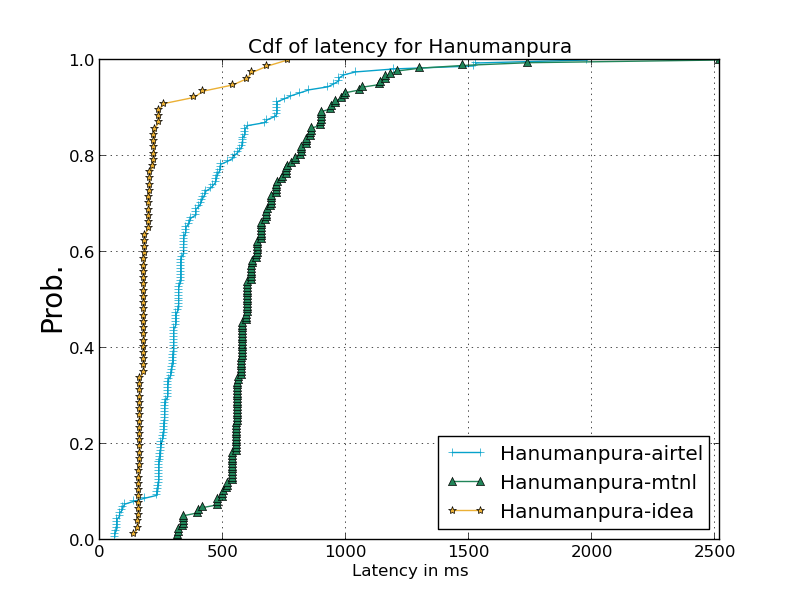 Cdf of latency for Hanumanpura
1.0
0.8
0.6
0.4
0.2
0.0
Prob.
Hanumanpura-airtel
Hanumanpura-mtnl
Hanumanpura-idea
0 500 1000 1500 2000 2500
Latency in ms